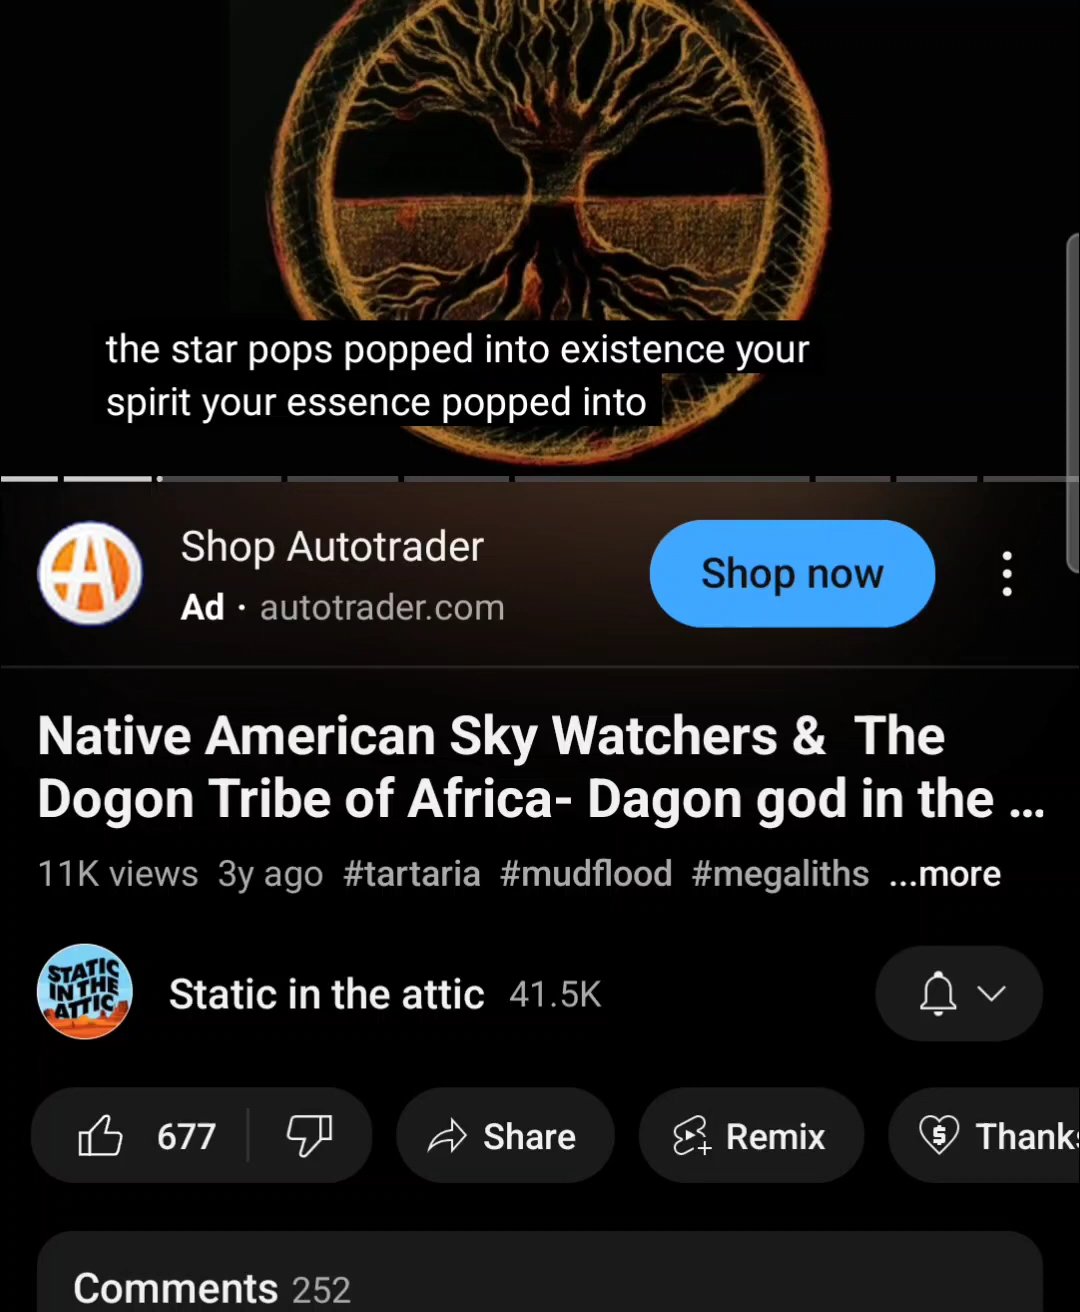 the star pops popped into existence your
spirit your essence popped into
Shop Autotrader
Ad · autotrader.com
Shop now
Native American Sky Watchers &  The
Dogon Tribe of Africa- Dagon god in the ...
11K views 3y ago #tartaria #mudflood #megaliths ...more
STATIC
IN THE
ATTIC
Static in the attic 41.5K
677 Share Remix Thanks
Comments 252